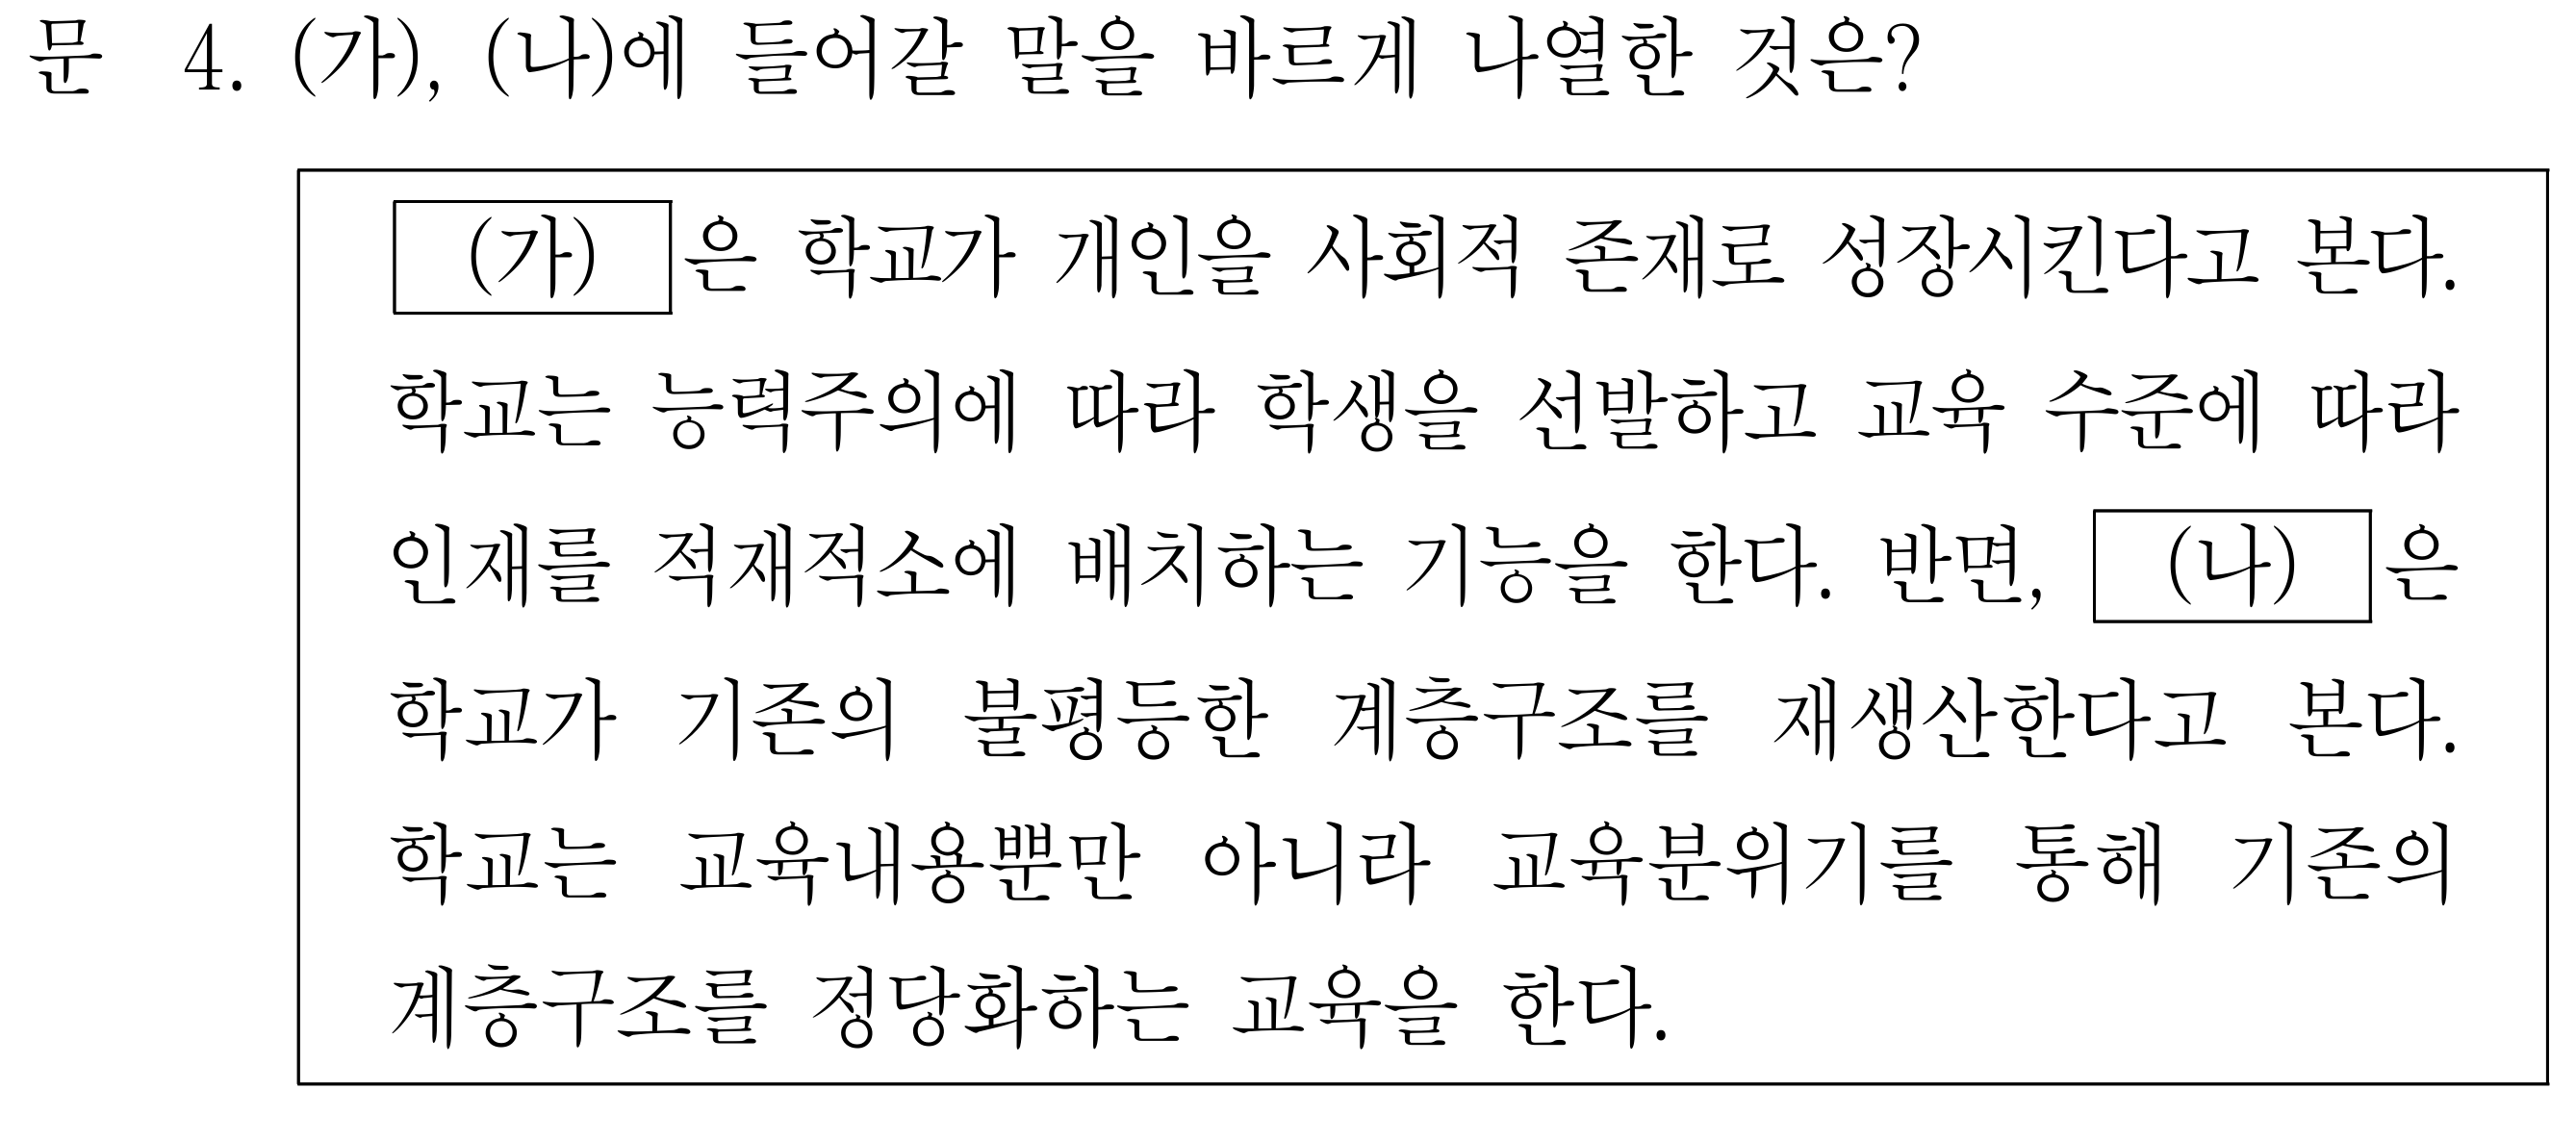 문 4. (가), (나)에 들어갈 말을 바르게 나열한 것은?
(가) 은 학교가 개인을 사회적 존재로 성장시킨다고 본다.
학교는 능력주의에 따라 학생을 선발하고 교육 수준에 따라
인재를 적재적소에 배치하는 기능을 한다. 반면, (나) 은
학교가 기존의 불평등한 계층구조를 재생산한다고 본다.
학교는 교육내용뿐만 아니라 교육분위기를 통해 기존의
계층구조를 정당화하는 교육을 한다.